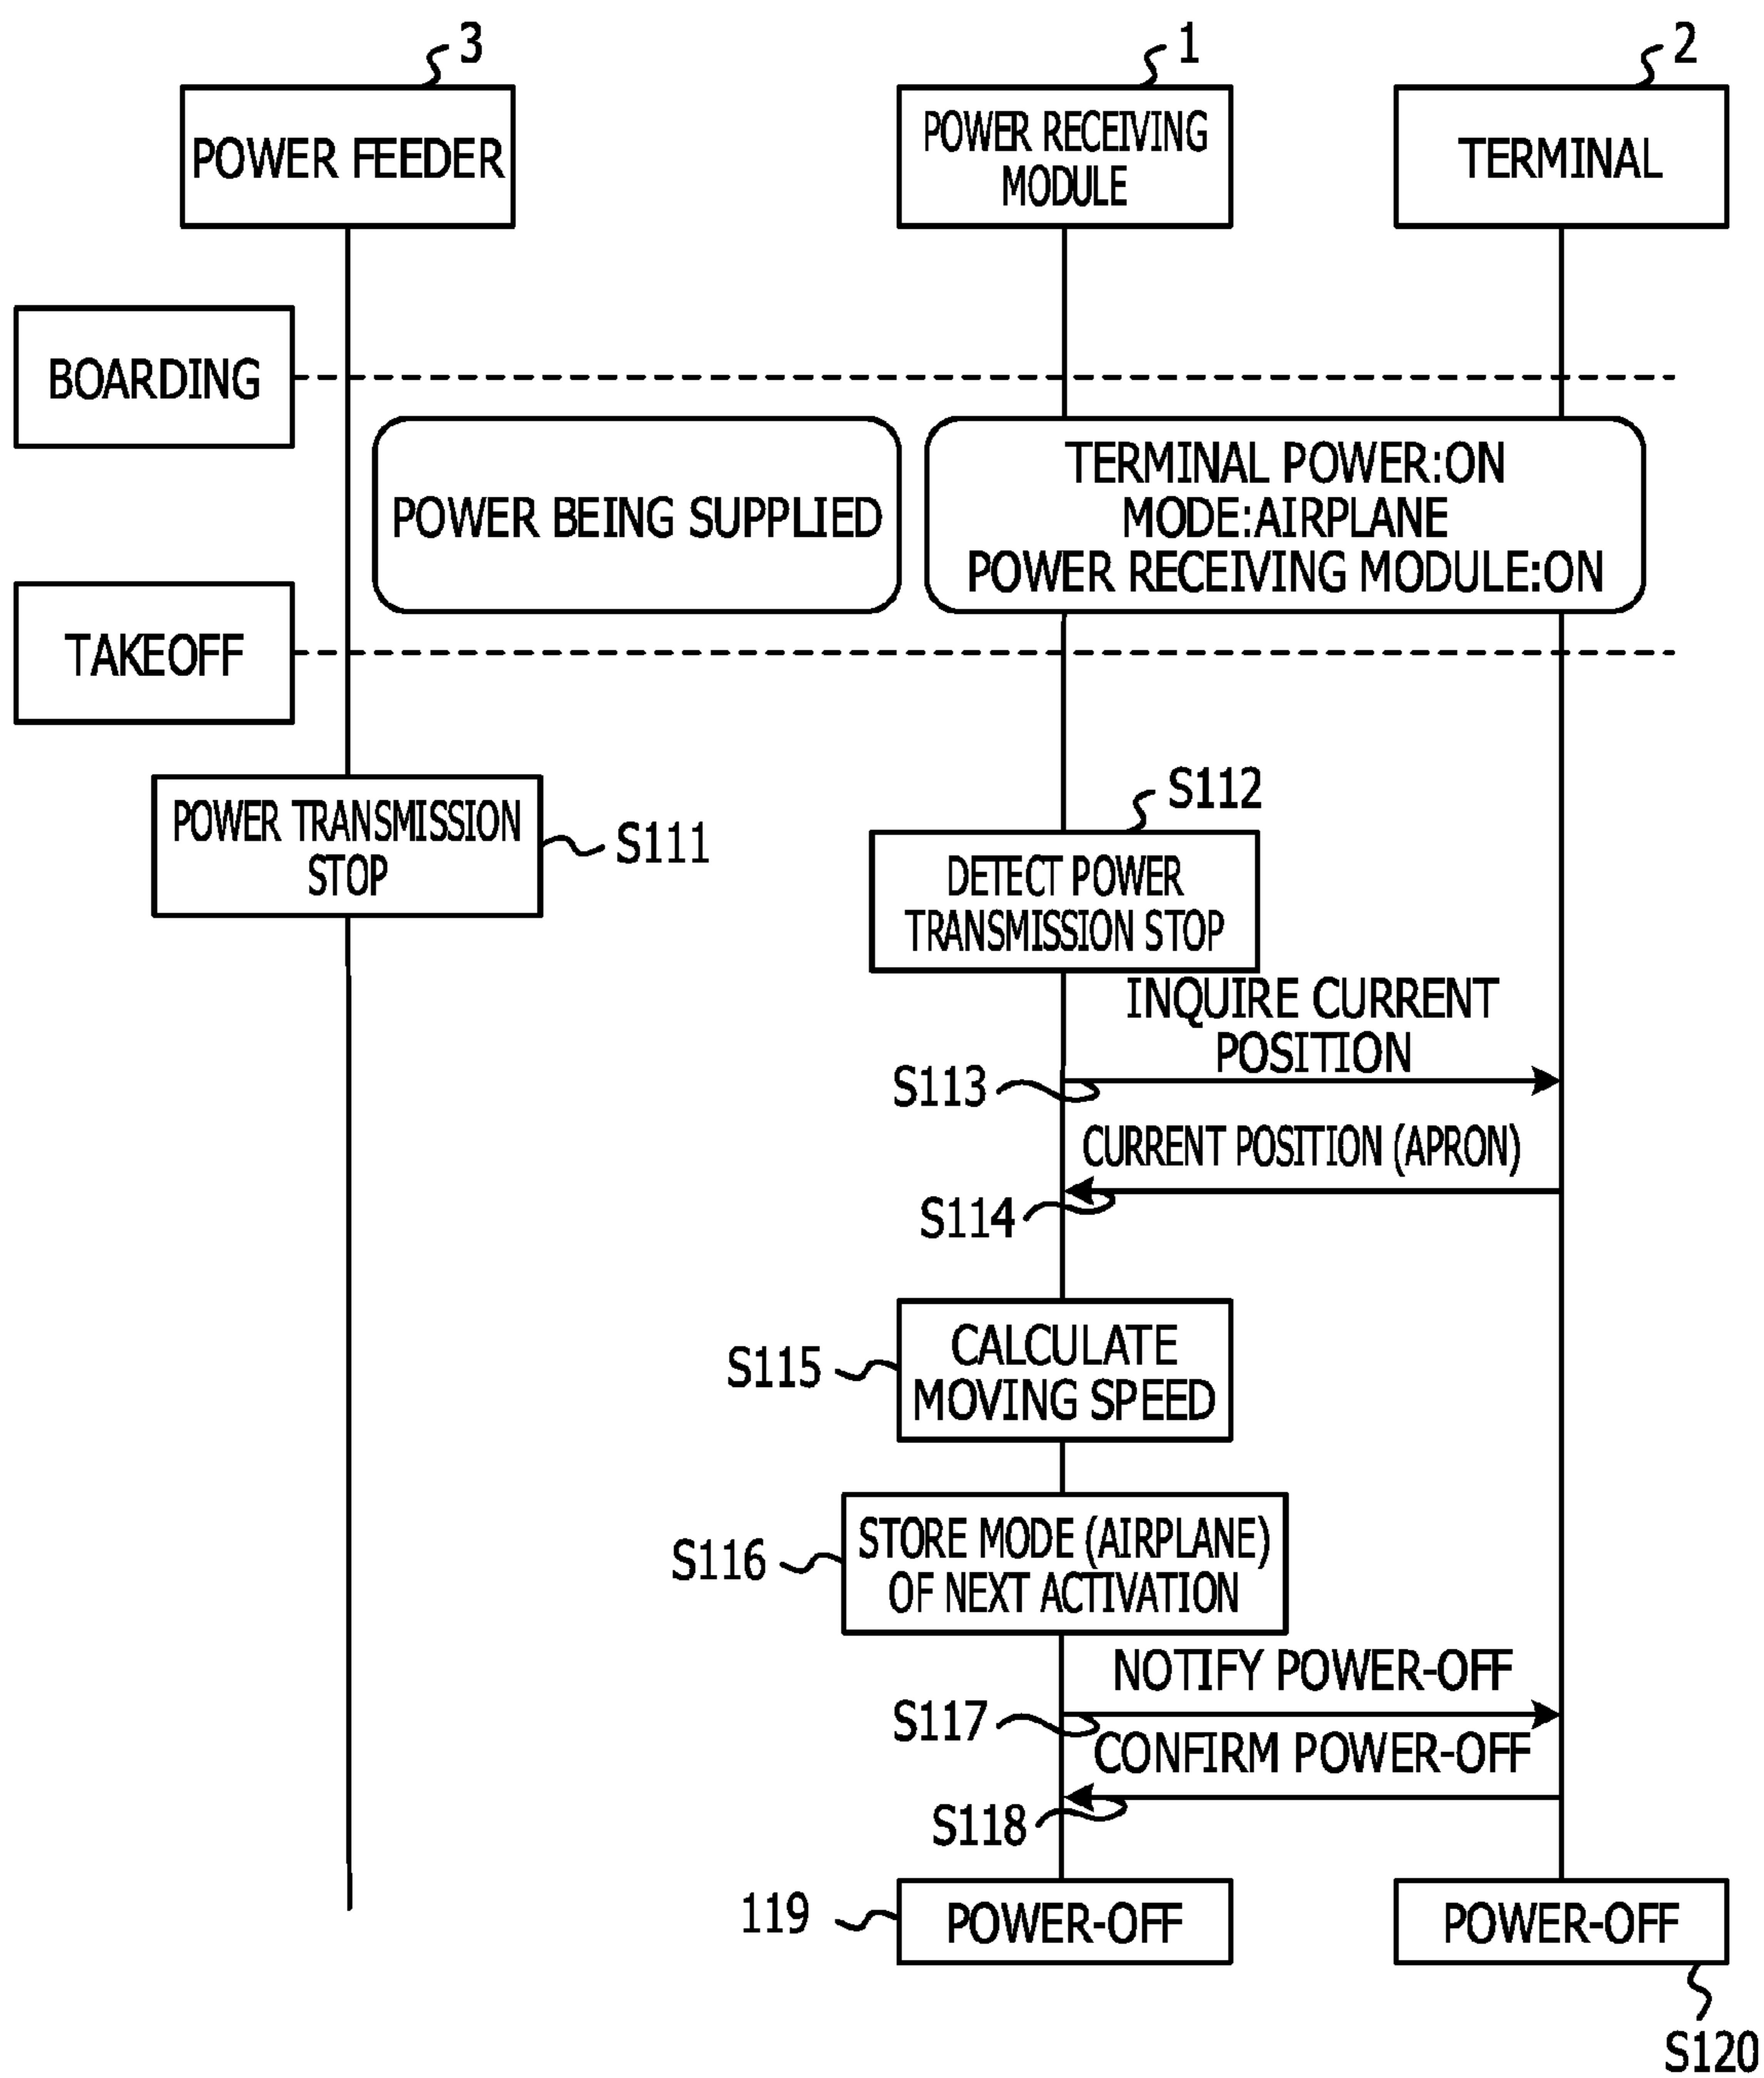 3
1
2
POWER FEEDER
POWER RECEIVING
MODULE
TERMINAL
BOARDING
POWER BEING SUPPLIED
TERMINAL POWER:ON
MODE:AIRPLANE
POWER RECEIVING MODULE:ON
TAKEOFF
POWER TRANSMISSION
STOP
S111
S112
DETECT POWER
TRANSMISSION STOP
INQUIRE CURRENT
POSITION
S113
CURRENT POSITION (APRON)
S114
S115
CALCULATE
MOVING SPEED
S116
STORE MODE (AIRPLANE)
OF NEXT ACTIVATION
NOTIFY POWER-OFF
S117
CONFIRM POWER-OFF
S118
119
POWER-OFF
POWER-OFF
S120